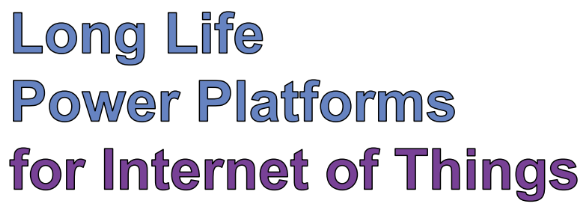 Long Life
Power Platforms
for Internet of Things